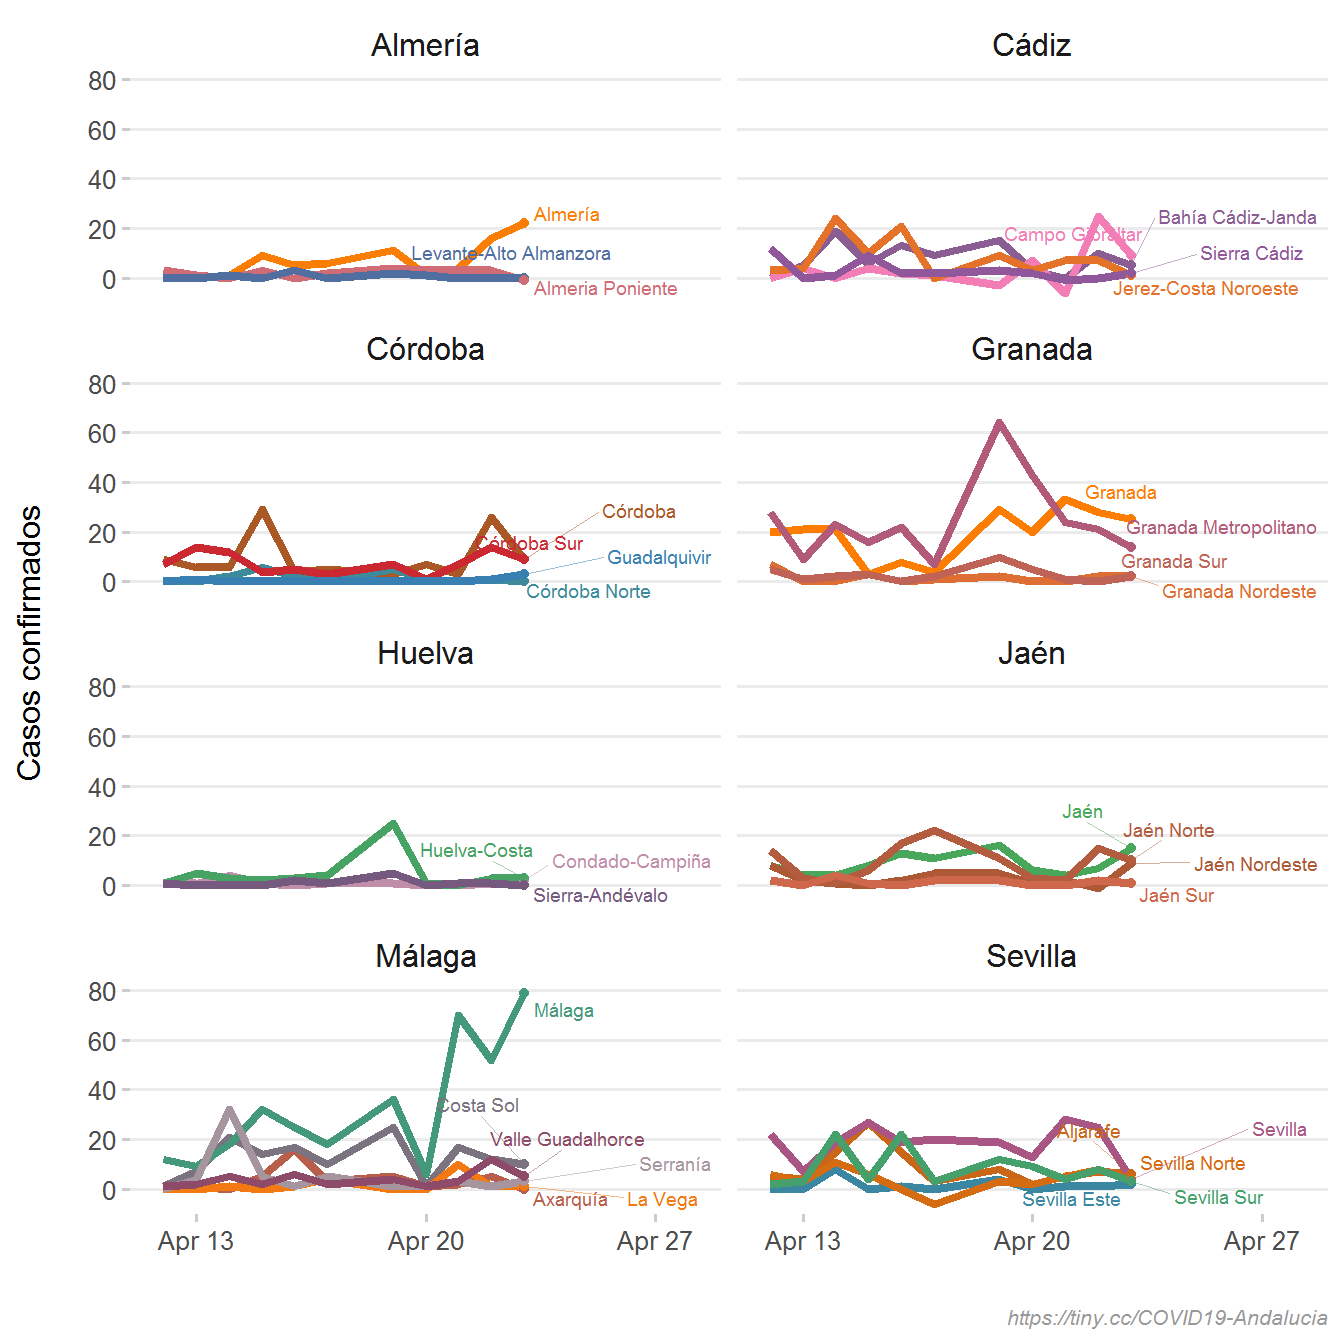 Almería
Cádiz
80
60
40
20
0
Almería
Levante-Alto Almanzora
Almeria Poniente
Bahía Cádiz-Janda
Campo Gibraltar
Sierra Cádiz
Jerez-Costa Noroeste
Córdoba
Granada
80
60
40
20
0
Córdoba
Córdoba Sur
Guadalquivir
Córdoba Norte
Granada
Granada Metropolitano
Granada Sur
Granada Nordeste
Casos confirmados
Huelva
Jaén
80
60
40
20
0
Huelva-Costa
Condado-Campiña
Sierra-Andévalo
Jaén
Jaén Norte
Jaén Nordeste
Jaén Sur
Málaga
Sevilla
80
60
40
20
0
Málaga
Costa Sol
Valle Guadalhorce
Serranía
Axarquía
La Vega
Sevilla
Aljarafe
Sevilla Norte
Sevilla Este
Sevilla Sur
Apr 13
Apr 20
Apr 27
Apr 13
Apr 20
Apr 27
https://tiny.cc/COVID19-Andalucia